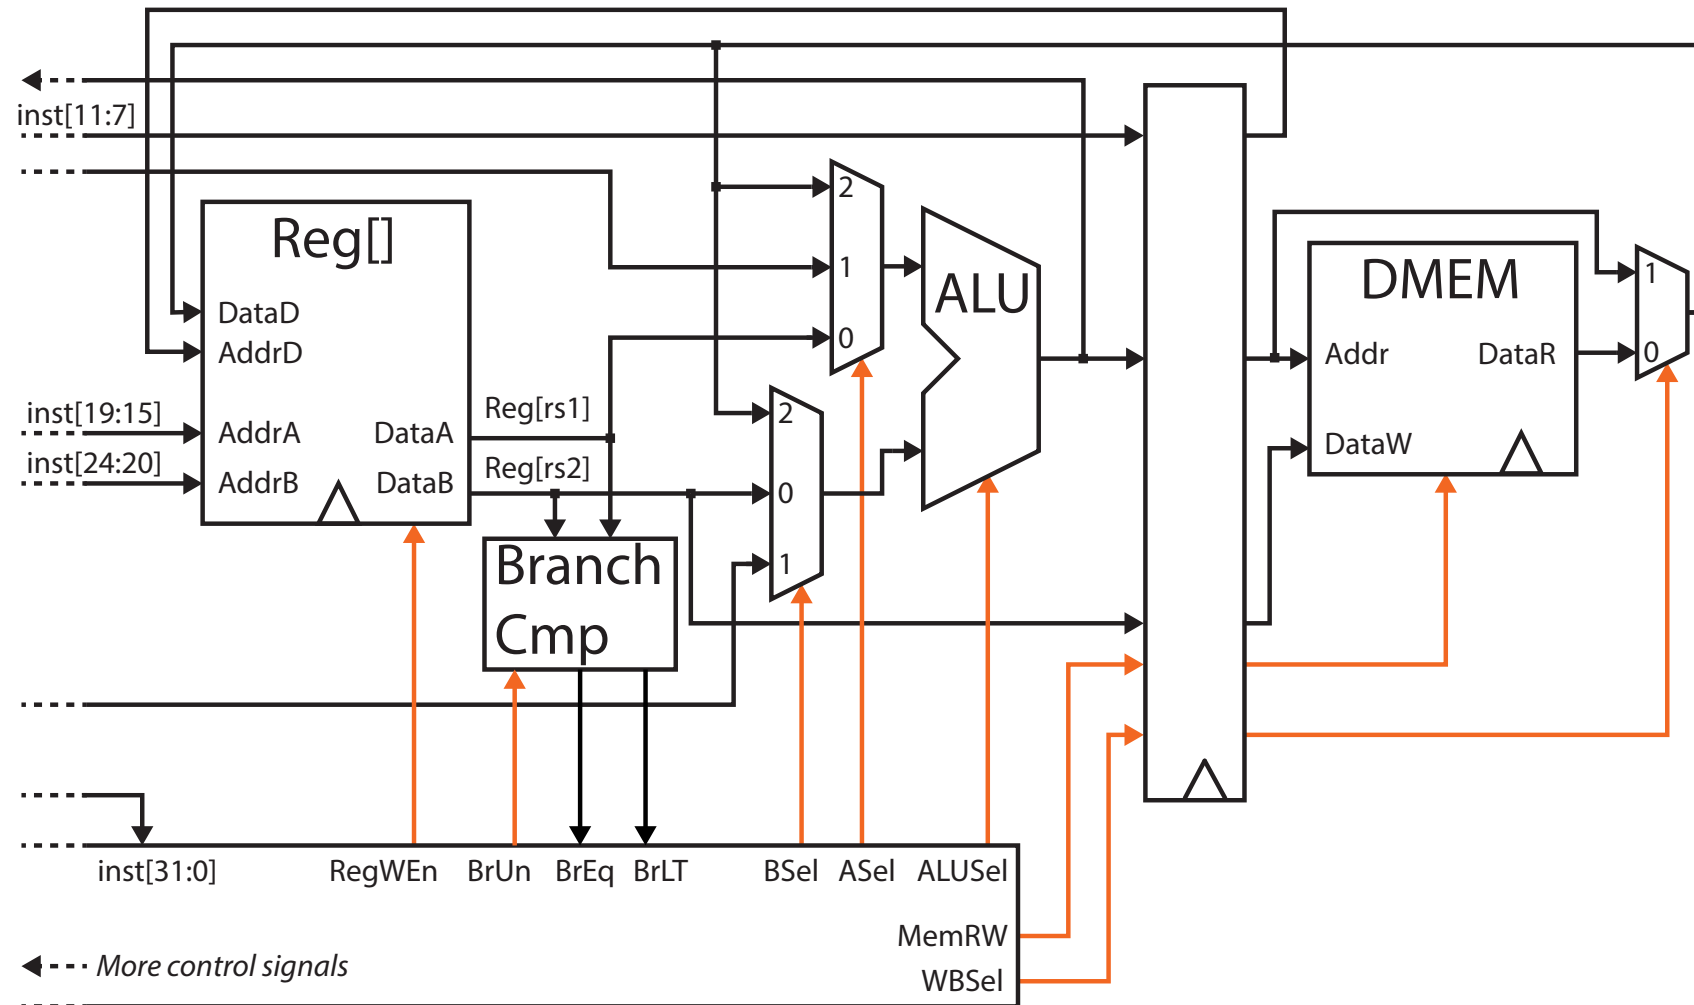 inst[11:7]
2
Reg[]
1
ALU
DMEM
1
DataD
AddrD
0
Addr
DataR
0
inst[19:15]
AddrA
DataA
Reg[rs1]
2
DataW
inst[24:20]
AddrB
DataB
Reg[rs2]
0
Branch
Cmp
1
inst[31:0]
RegWEn
BrUn
BrEq
BrLT
BSel
ASel
ALUSel
MemRW
WBSel
More control signals